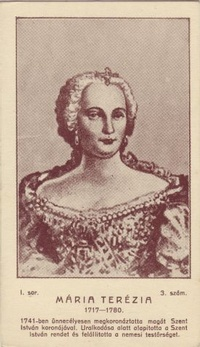 I. sor. 3. szám.
MÁRIA TERÉZIA
1717—1780.
1741-ben ünnepélyesen megkoronáztatta magát Szent
István koronájával. Uralkodása alatt alapította a Szent
István rendet és felállította a nemesi testőrséget.